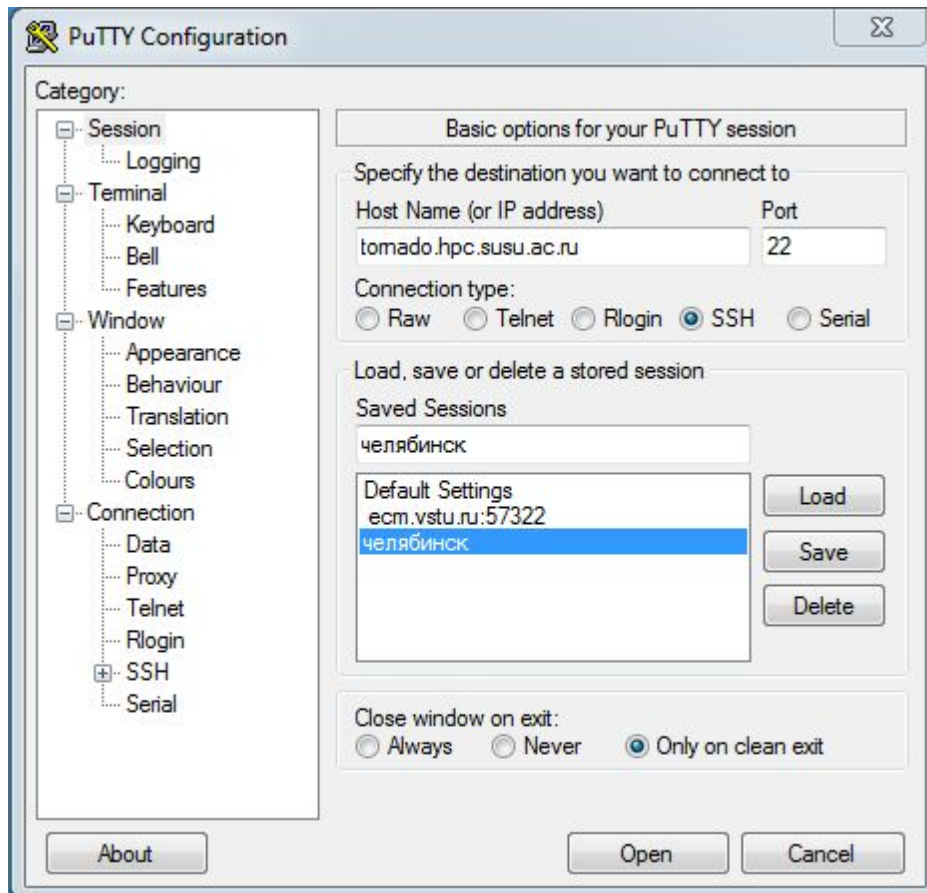 PuTTY Configuration
Category:
Session
Logging
Terminal
Keyboard
Bell
Features
Window
Appearance
Behaviour
Translation
Selection
Colours
Connection
Data
Proxy
Telnet
Rlogin
SSH
Serial
Basic options for your PuTTY session
Specify the destination you want to connect to
Host Name (or IP address) Port
tornado.hpc.susu.ac.ru 22
Connection type:
Raw Telnet Rlogin SSH Serial
Load, save or delete a stored session
Saved Sessions
челябинск
Default Settings
ecm.vstu.ru:57322
челябинск
Load
Save
Delete
Close window on exit:
Always Never Only on clean exit
About Open Cancel